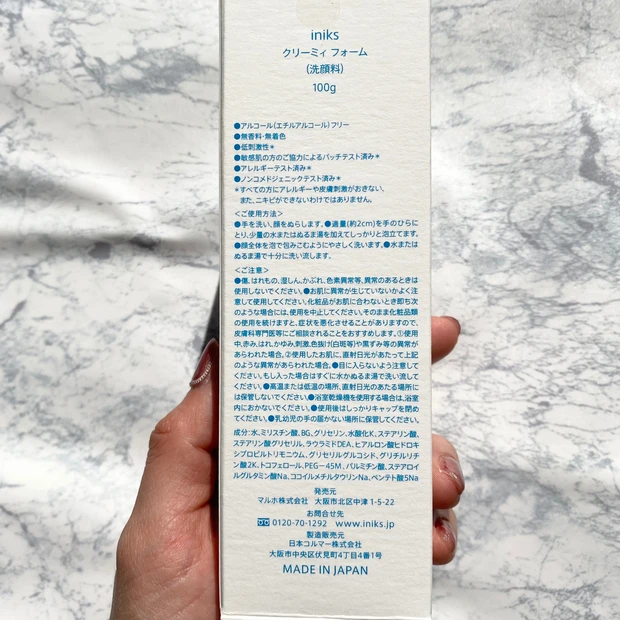 iniks
クリーミィ フォーム
(洗顔料)
100g
●アルコール(エチルアルコール)フリー
●無香料・無着色
●低刺激性＊
●敏感肌の方のご協力によるパッチテスト済み＊
●アレルギーテスト済み＊
●ノンコメドジェニックテスト済み＊
＊すべての方にアレルギーや皮膚刺激がおきない、
また、ニキビができないわけではありません。
<ご使用方法>
●手を洗い、顔をぬらします。●適量(約2cm)を手のひらに
とり、少量の水またはぬるま湯を加えてしっかりと泡立てます。
●顔全体を泡で包みこむようにやさしく洗います。●水または
ぬるま湯で十分に洗い流します。
<ご注意>
●傷、はれもの、湿しん、かぶれ、色素異常等、異常のあるときは
使用しないでください。●お肌に異常が生じていないかよく注
意して使用してください。化粧品がお肌に合わないとき即ち次
のような場合には、使用を中止してください。そのまま化粧品類
の使用を続けますと、症状を悪化させることがありますので、
皮膚科専門医等にご相談されることをおすすめします。①使用
中、赤み、はれ、かゆみ、刺激、色抜け(白斑等)や黒ずみ等の異常が
あらわれた場合。②使用したお肌に、直射日光があたって上記
のような異常があらわれた場合。●目に入らないよう注意して
ください。もし入った場合はすぐに水かぬるま湯で洗い流して
ください。●高温または低温の場所、直射日光のあたる場所に
は保管しないでください。●浴室乾燥機を使用する場合は、浴室
内におかないでください。●使用後はしっかりキャップを閉め
てください。●乳幼児の手の届かない場所に保管してください。
成分:水、ミリスチン酸、BG、グリセリン、水酸化K、ステアリン酸、
ステアリン酸グリセリル、ラウラミドDEA、ヒアルロン酸ヒドロキ
シプロピルトリモニウム、グリセリルグルコシド、グリチルリチ
ン酸2K、トコフェロール、PEG－45M、パルミチン酸、ステアロイ
ルグルタミン酸Na、ココイルメチルタウリンNa、ペンテト酸5Na
発売元
マルホ株式会社 大阪市北区中津 1-5-22
お問合せ先
0120-70-1292 www.iniks.jp
製造販売元
日本コルマー株式会社
大阪市中央区伏見町4丁目4番1号
MADE IN JAPAN